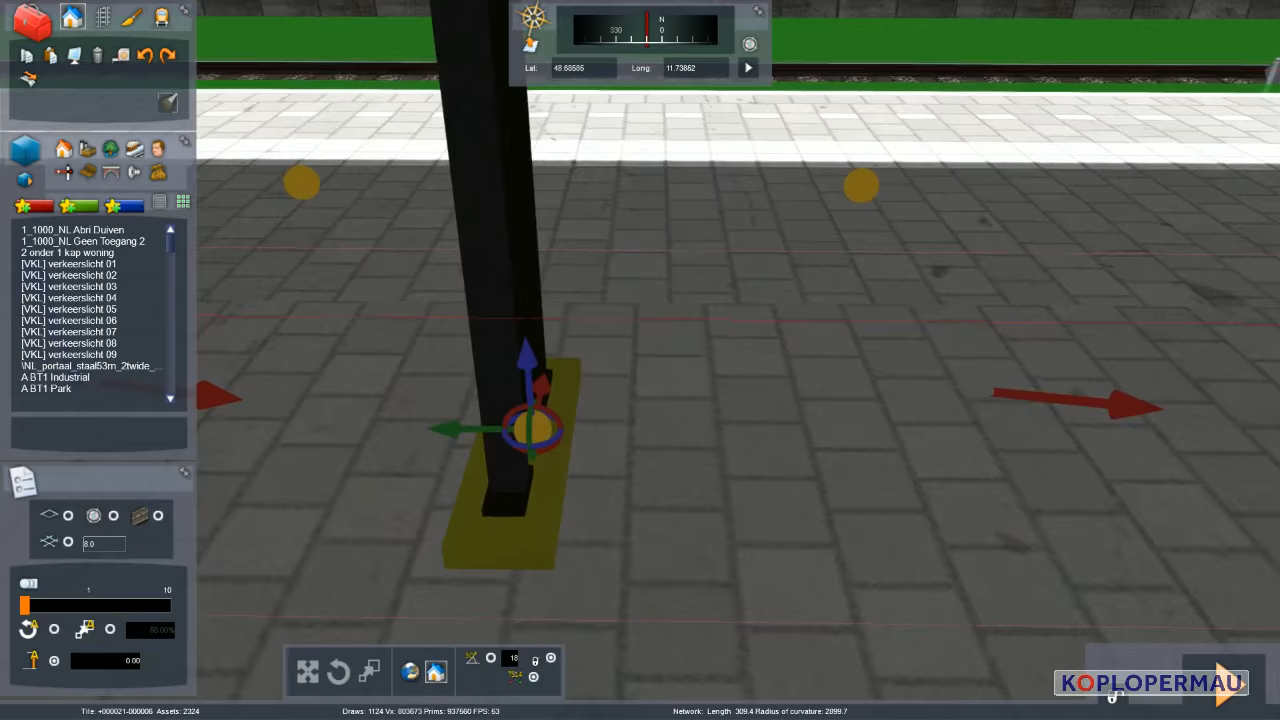 N
330 0
Lat: 48.68585 Long: 11.73852
1_1000_NL Abri Duiven
1_1000_NL Geen Toegang 2
2 onder 1 kap woning
[VKL] verkeerslicht 01
[VKL] verkeerslicht 02
[VKL] verkeerslicht 03
[VKL] verkeerslicht 04
[VKL] verkeerslicht 05
[VKL] verkeerslicht 06
[VKL] verkeerslicht 07
[VKL] verkeerslicht 08
[VKL] verkeerslicht 09
\NL_portaal_staal53m_2twide_...
A BT1 Industrial
A BT1 Park
8.0
1 10
50.00%
0.00
18
TS14
KOPLOPERMAU
Tile: +000021-000006 Assets: 2324
Draws: 1124 Vx: 803673 Prims: 937560 FPS: 53
Network: Length 309.4 Radius of curvature: 2899.7